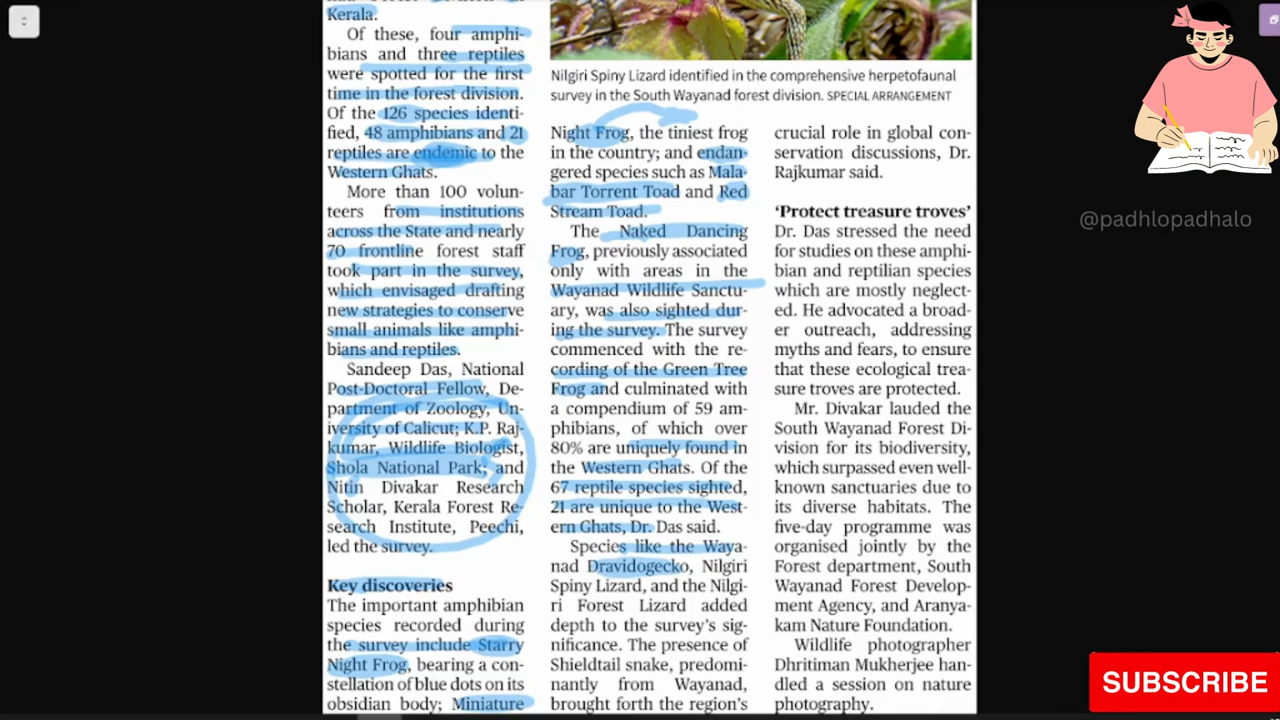 Kerala.
Of these, four amphi-
bians and three reptiles
were spotted for the first
time in the forest division.
Of the 126 species identi-
fied, 48 amphibians and 21
reptiles are endemic to the
Western Ghats.
More than 100 volun-
teers from institutions
across the State and nearly
70 frontline forest staff
took part in the survey,
which envisaged drafting
new strategies to conserve
small animals like amphi-
bians and reptiles.
Sandeep Das, National
Post-Doctoral Fellow, De-
partment of Zoology, Un-
iversity of Calicut; K.P. Raj-
kumar, Wildlife Biologist,
Shola National Park; and
Nitin Divakar Research
Scholar, Kerala Forest Re-
search Institute, Peechi,
led the survey.
Key discoveries
The important amphibian
species recorded during
the survey include Starry
Night Frog, bearing a con-
stellation of blue dots on its
obsidian body; Miniature
Nilgiri Spiny Lizard identified in the comprehensive herpetofaunal
survey in the South Wayanad forest division. SPECIAL ARRANGEMENT
Night Frog, the tiniest frog
in the country; and endan-
gered species such as Mala-
bar Torrent Toad and Red
Stream Toad.
The Naked Dancing
Frog, previously associated
only with areas in the
Wayanad Wildlife Sanctu-
ary, was also sighted dur-
ing the survey. The survey
commenced with the re-
cording of the Green Tree
Frog and culminated with
a compendium of 59 am-
phibians, of which over
80% are uniquely found in
the Western Ghats. Of the
67 reptile species sighted,
21 are unique to the West-
ern Ghats, Dr. Das said.
Species like the Waya-
nad Dravidogecko, Nilgiri
Spiny Lizard, and the Nilgi-
ri Forest Lizard added
depth to the survey's sig-
nificance. The presence of
Shieldtail snake, predomi-
nantly from Wayanad,
brought forth the region's
crucial role in global con-
servation discussions, Dr.
Rajkumar said.
'Protect treasure troves'
Dr. Das stressed the need
for studies on these amphi-
bian and reptilian species
which are mostly neglect-
ed. He advocated a broad-
er outreach, addressing
myths and fears, to ensure
that these ecological trea-
sure troves are protected.
Mr. Divakar lauded the
South Wayanad Forest Di-
vision for its biodiversity,
which surpassed even well-
known sanctuaries due to
its diverse habitats. The
five-day programme was
organised jointly by the
Forest department, South
Wayanad Forest Develop-
ment Agency, and Aranya-
kam Nature Foundation.
Wildlife photographer
Dhritiman Mukherjee han-
dled a session on nature
photography.
@padhlopadhalo
SUBSCRIBE